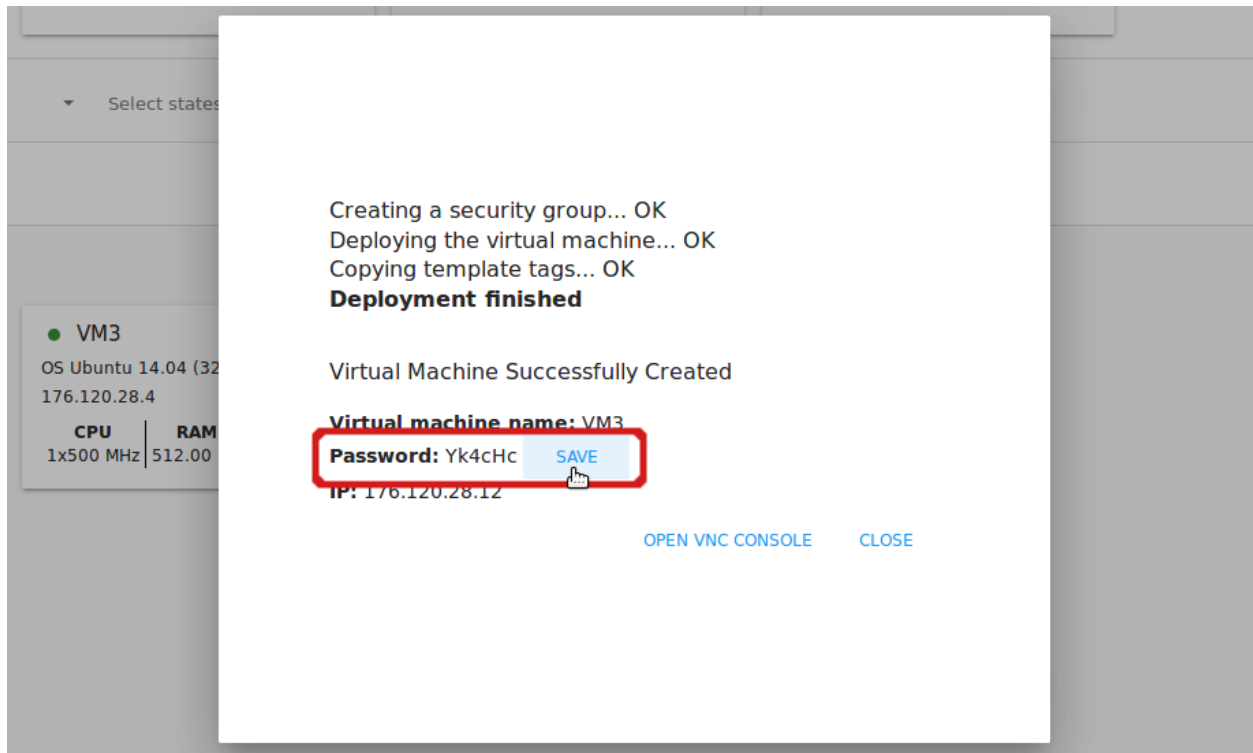 Select states
Creating a security group... OK
Deploying the virtual machine... OK
Copying template tags... OK
Deployment finished
VM3
OS Ubuntu 14.04 (32
176.120.28.4
CPU RAM
1x500 MHz 512.00
Virtual Machine Successfully Created
Virtual machine name: VM3
Password: Yk4cHc SAVE
IP: 176.120.28.12
OPEN VNC CONSOLE CLOSE